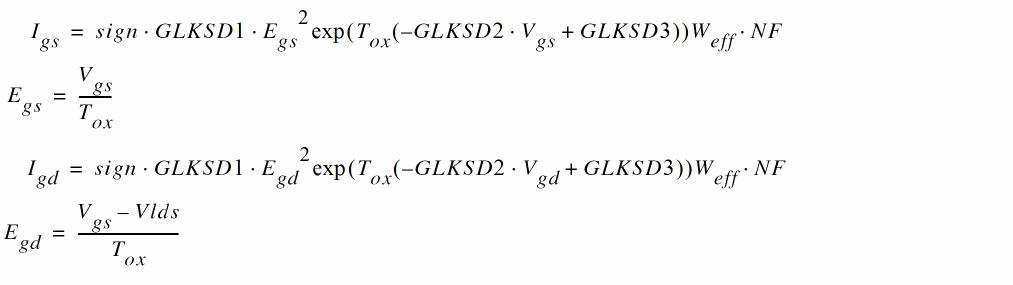 I_gs = sign · GLKSD1 · E_gs^2 exp(T_ox(–GLKSD2 · V_gs + GLKSD3))W_eff · NF
E_gs = V_gs / T_ox
I_gd = sign · GLKSD1 · E_gd^2 exp(T_ox(–GLKSD2 · V_gd + GLKSD3))W_eff · NF
E_gd = V_gs – Vlds / T_ox